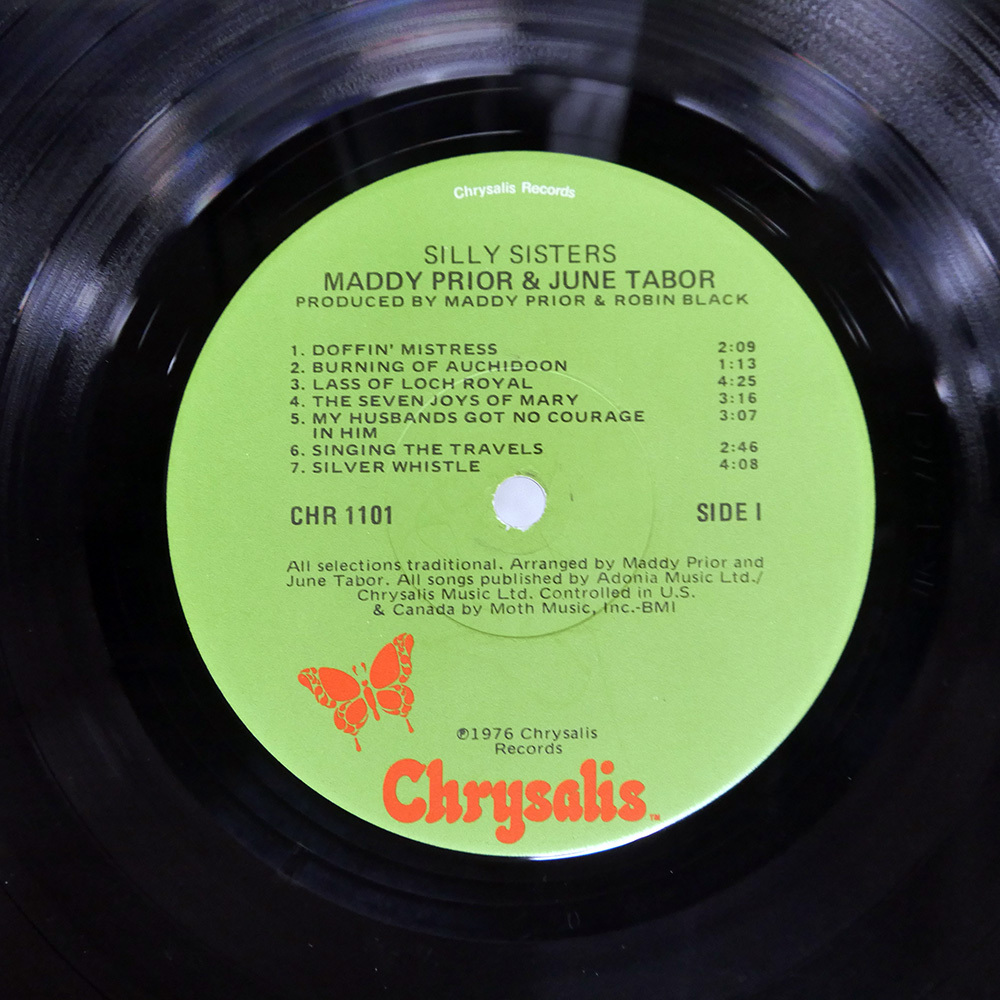 Chrysalis Records
SILLY SISTERS
MADDY PRIOR & JUNE TABOR
PRODUCED BY MADDY PRIOR & ROBIN BLACK
1. DOFFIN' MISTRESS 2:09
2. BURNING OF AUCHIDOON 1:13
3. LASS OF LOCH ROYAL 4:25
4. THE SEVEN JOYS OF MARY 3:16
5. MY HUSBANDS GOT NO COURAGE 3:07
IN HIM
6. SINGING THE TRAVELS 2:46
7. SILVER WHISTLE 4:08
CHR 1101 SIDE I
All selections traditional. Arranged by Maddy Prior and
June Tabor. All songs published by Adonia Music Ltd./
Chrysalis Music Ltd. Controlled in U.S.
& Canada by Moth Music, Inc.-BMI
℗1976 Chrysalis
Records
Chrysalis™